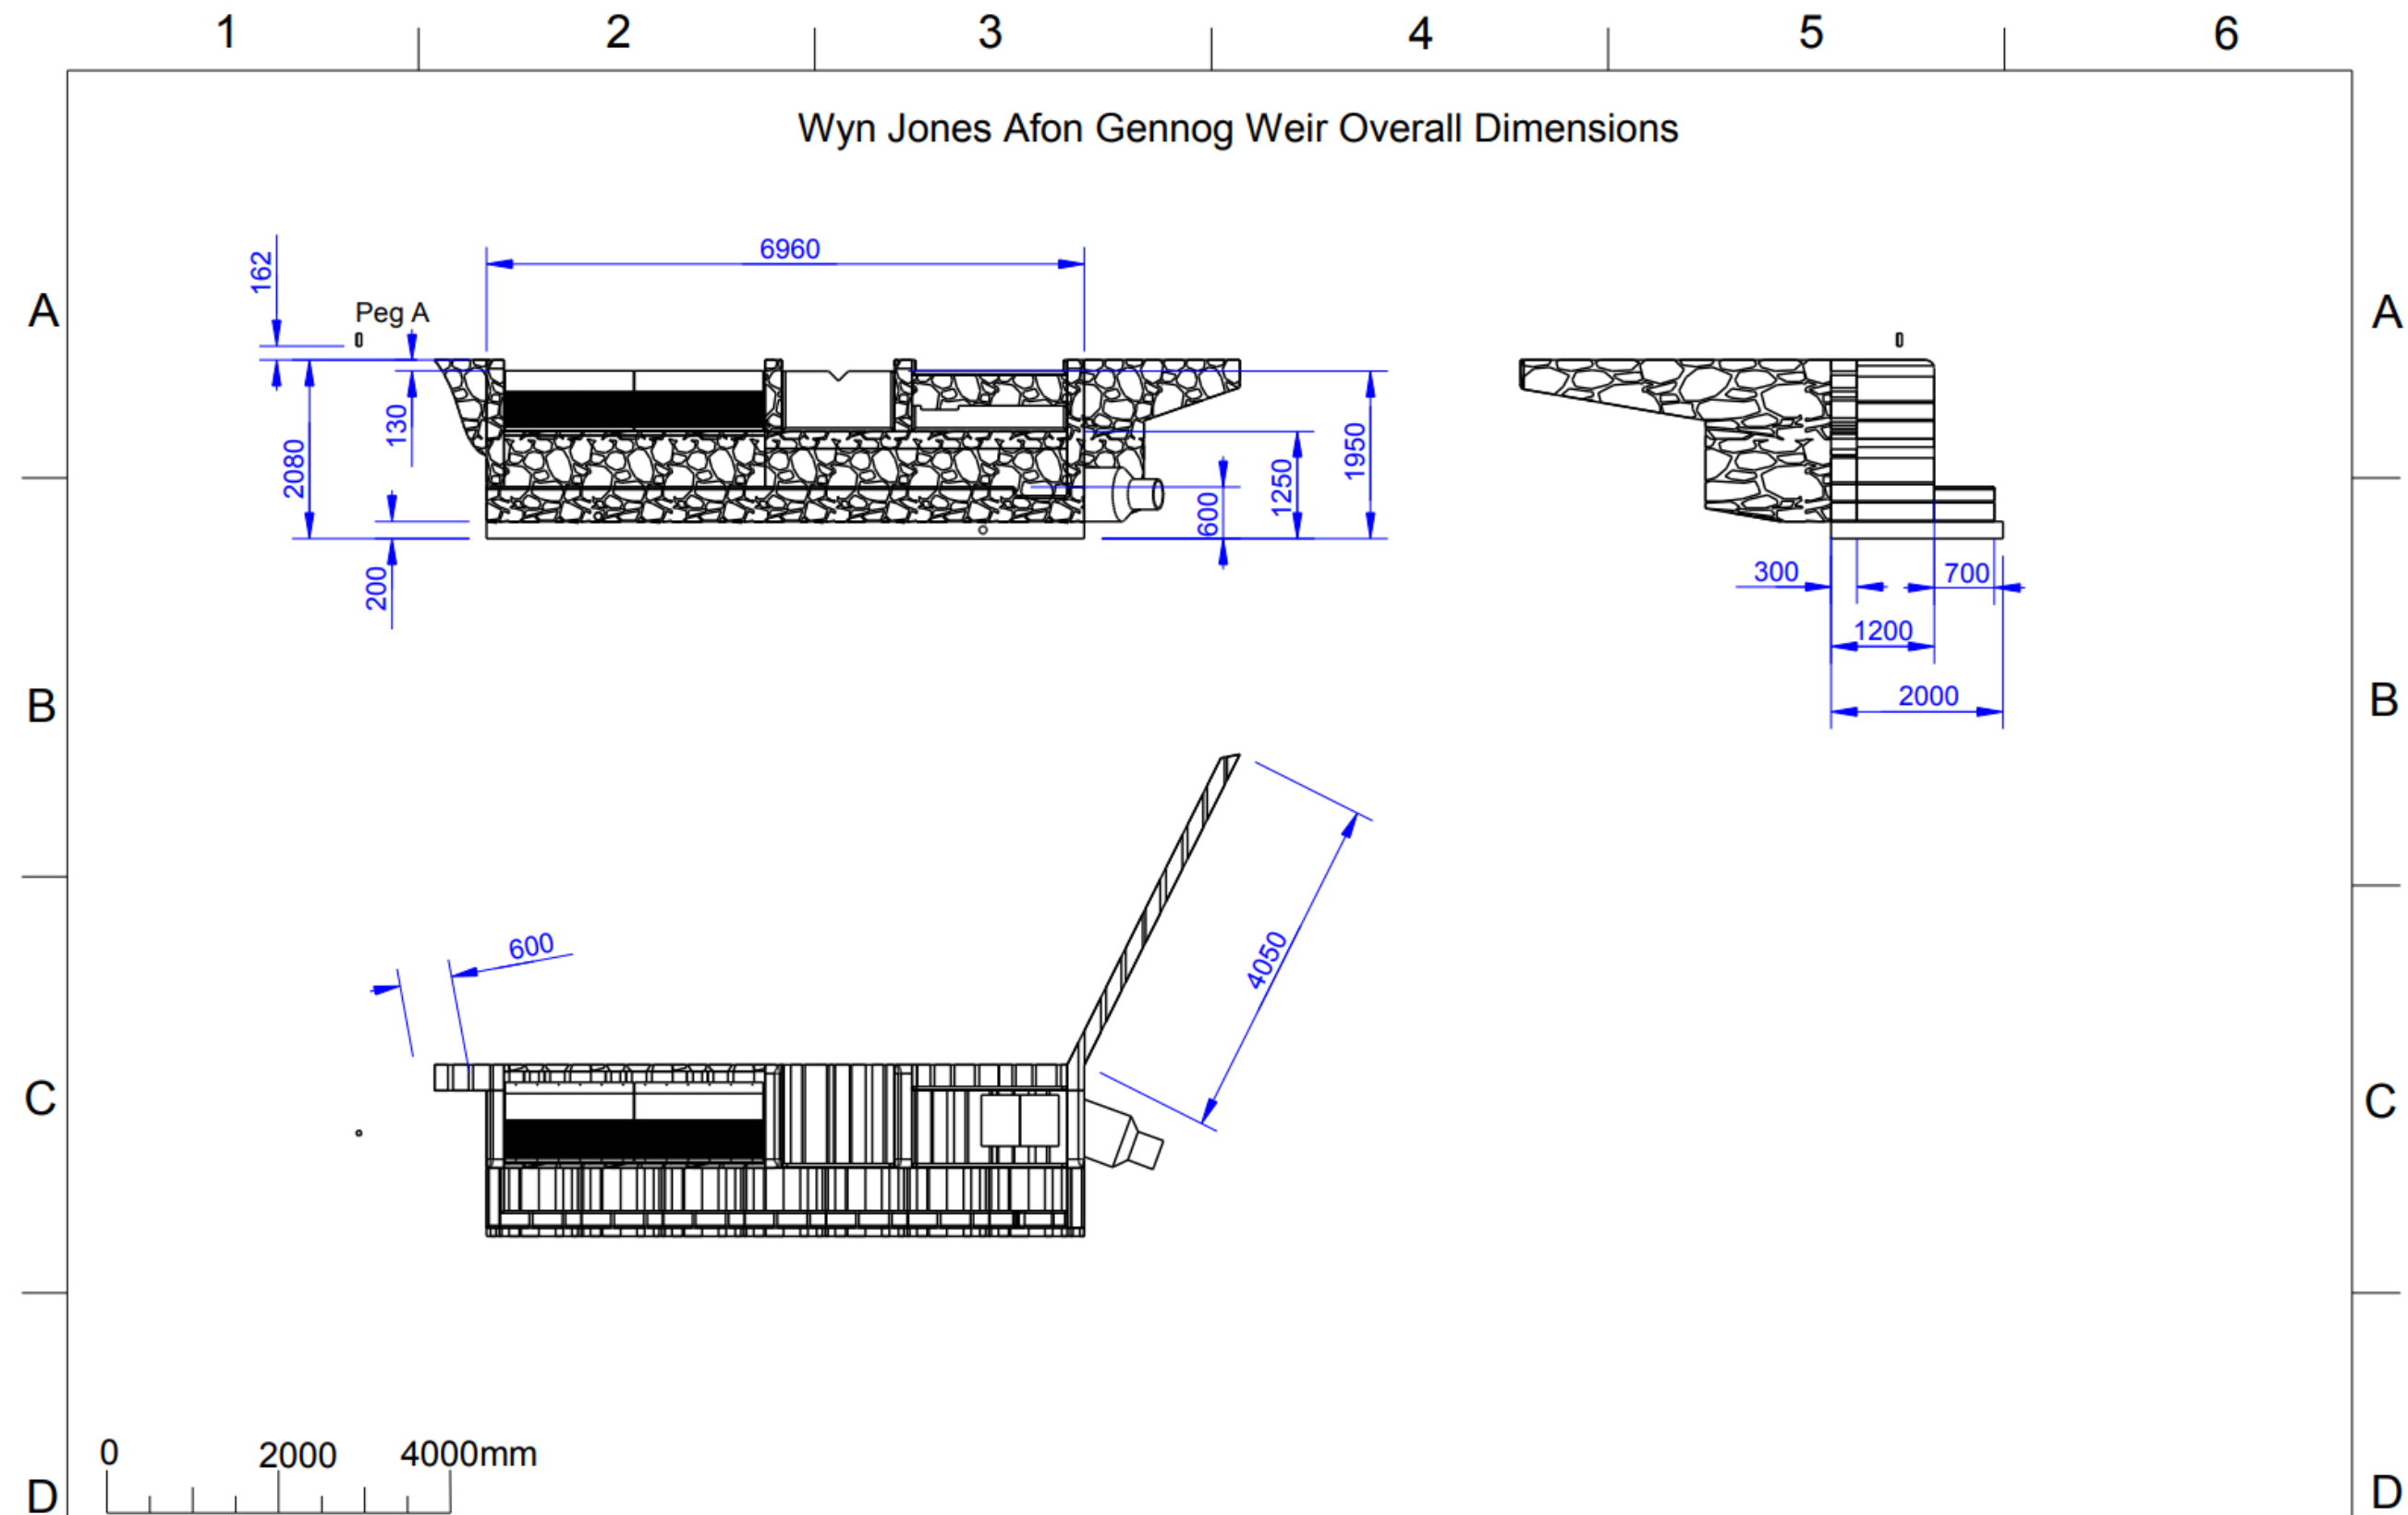 1 2 3 4 5 6
Wyn Jones Afon Gennog Weir Overall Dimensions
6960
162
Peg A
A A
130
2080
1950
1250
600
200
300 700
1200
2000
B B
600
4050
C C
0 2000 4000mm
D D